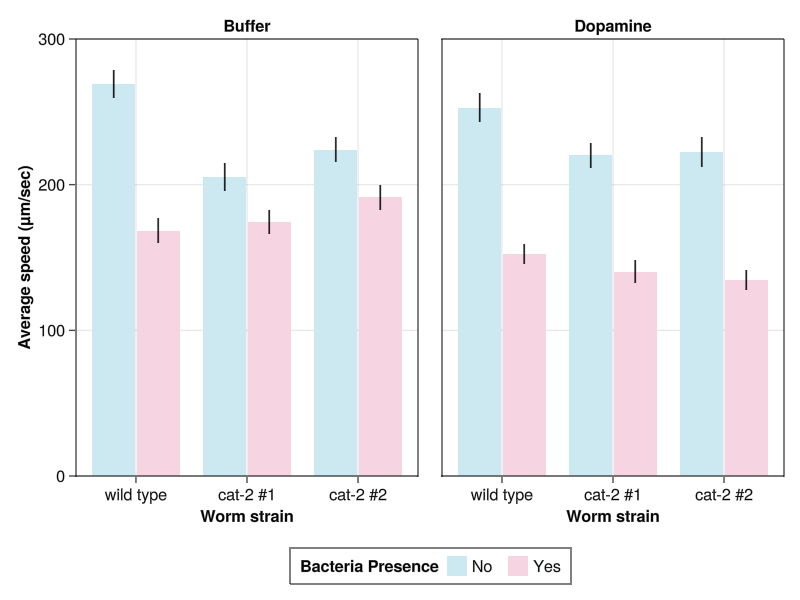 Buffer
Dopamine
300
200
100
0
Average speed (µm/sec)
wild type
cat-2 #1
cat-2 #2
wild type
cat-2 #1
cat-2 #2
Worm strain
Worm strain
Bacteria Presence No Yes